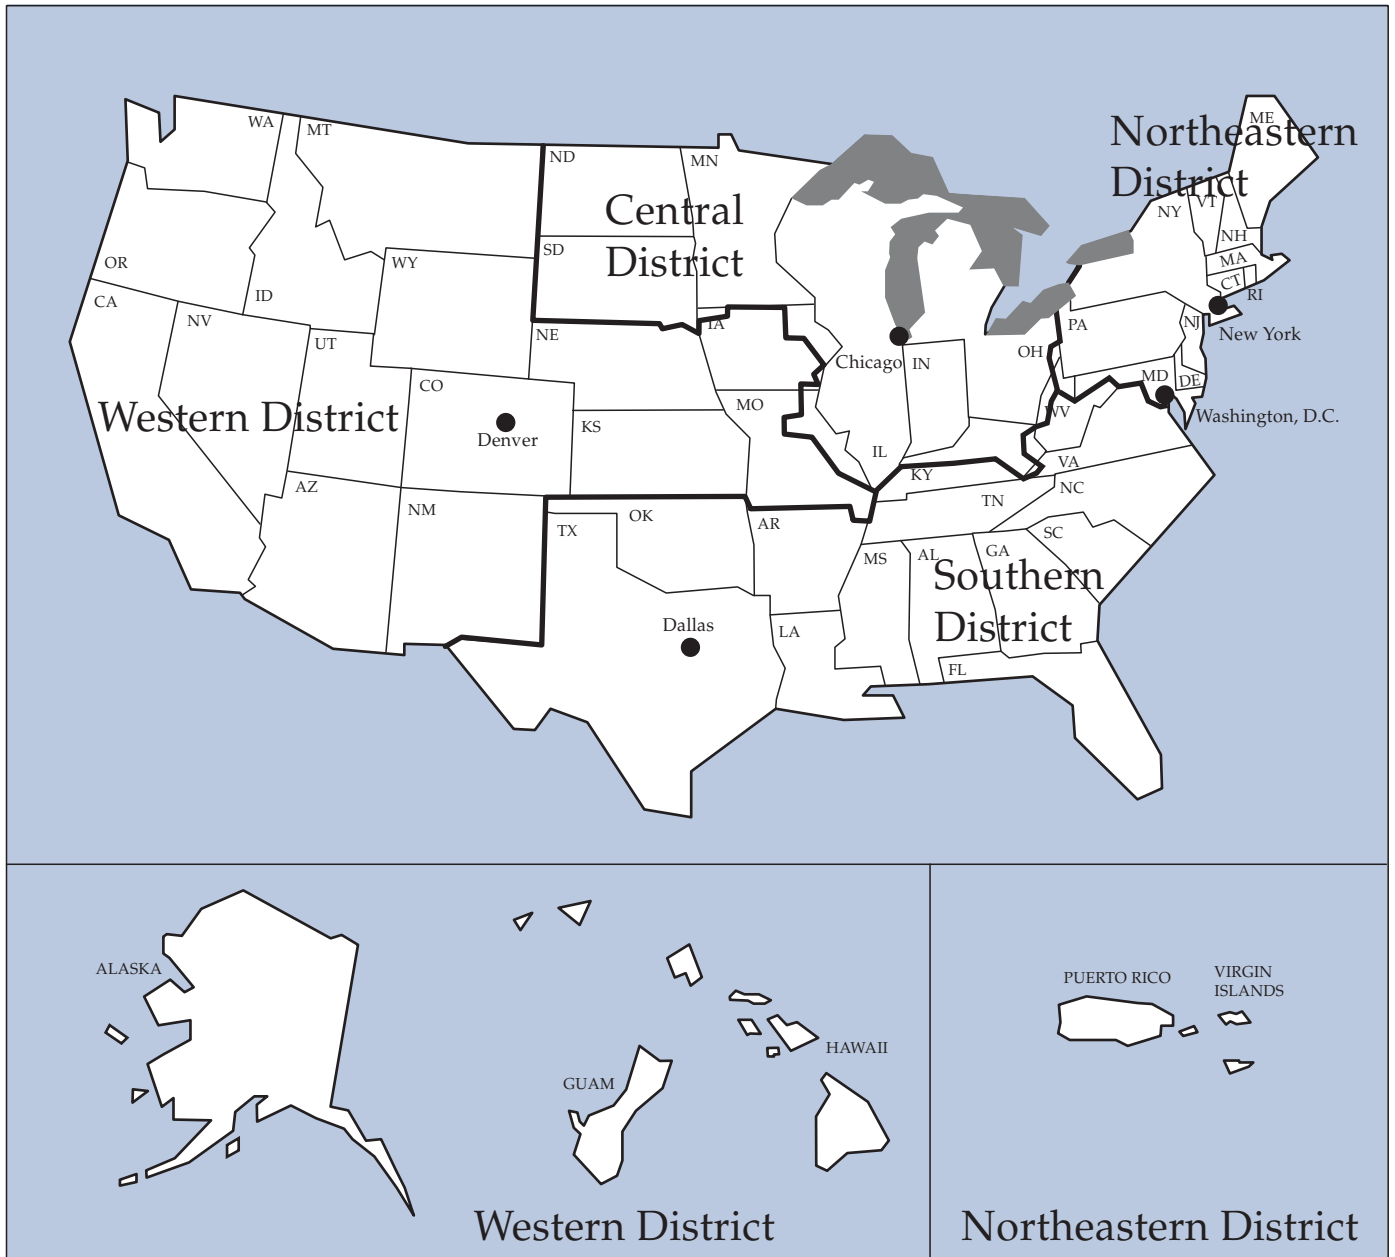 WA
MT
ND
MN
ME
Northeastern
District
VT
NY
NH
MA
CT
RI
Central
District
SD
OR
ID
WY
CA
NV
UT
NE
IA
CO
PA
NJ
New York
OH
Chicago
IN
MD
DE
Washington, D.C.
Western District
Denver
KS
MO
WV
IL
KY
VA
AZ
NM
TX
OK
AR
TN
NC
SC
MS
AL
GA
Southern
District
Dallas
LA
FL
ALASKA
GUAM
HAWAII
Western District
PUERTO RICO
VIRGIN
ISLANDS
Northeastern District